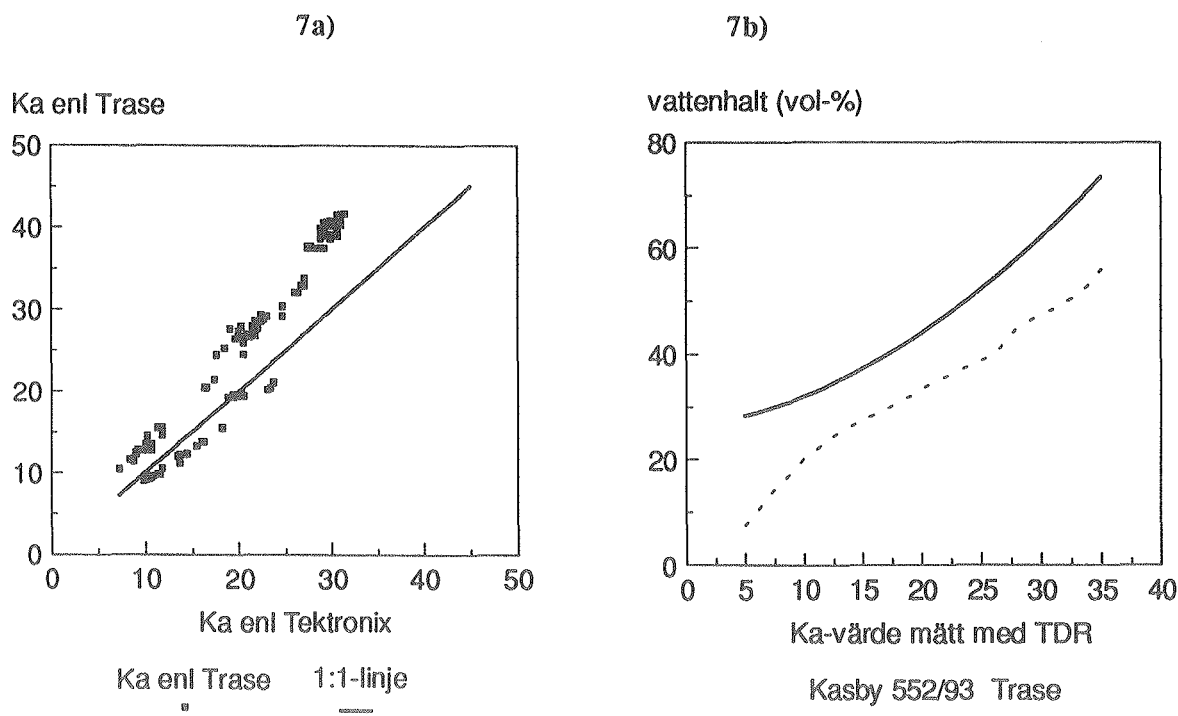 7a)
Ka enl Trase
50
40
30
20
10
0
0 10 20 30 40 50
Ka enl Tektronix
Ka enl Trase 1:1-linje
7b)
vattenhalt (vol-%)
80
60
40
20
0
0 5 10 15 20 25 30 35 40
Ka-värde mätt med TDR
Kasby 552/93 Trase